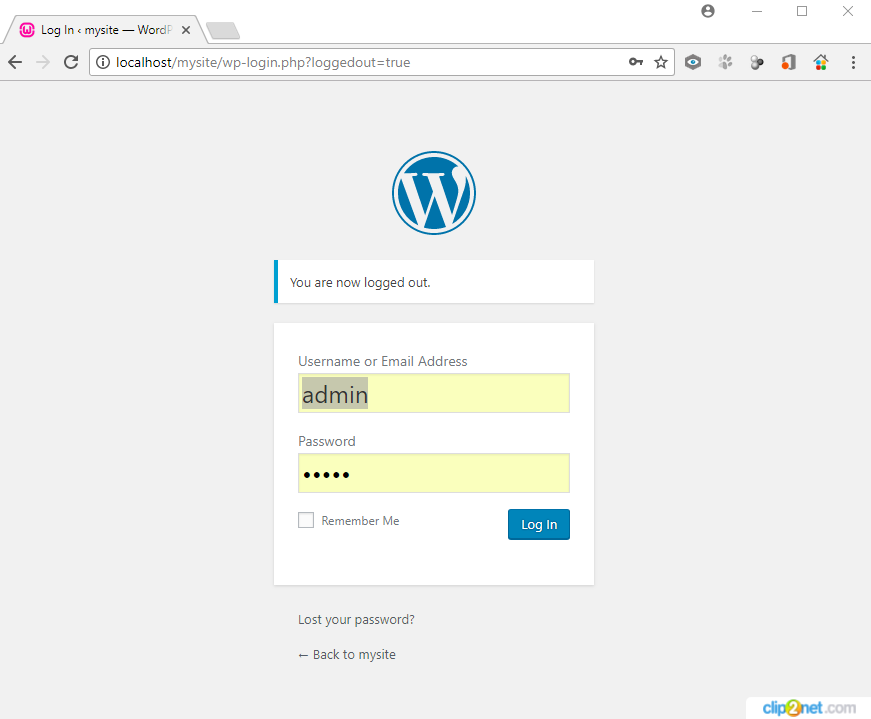 Log In ‹ mysite — WordP
localhost/mysite/wp-login.php?loggedout=true
You are now logged out.
Username or Email Address
admin
Password
•••••
Remember Me
Log In
Lost your password?
← Back to mysite
clip2net.com